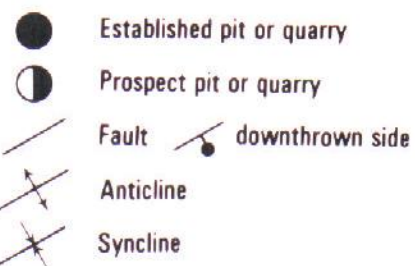 Established pit or quarry
Prospect pit or quarry
Fault downthrown side
Anticline
Syncline